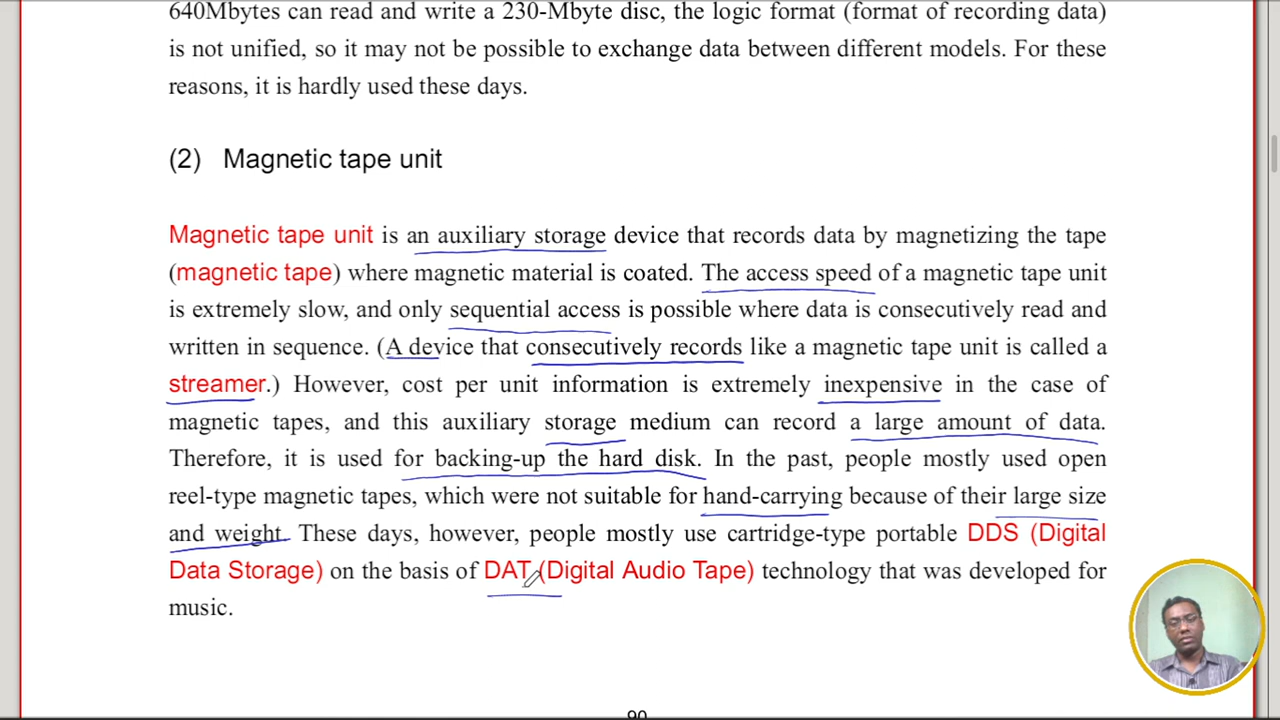 640Mbytes can read and write a 230-Mbyte disc, the logic format (format of recording data)
is not unified, so it may not be possible to exchange data between different models. For these
reasons, it is hardly used these days.
(2) Magnetic tape unit
Magnetic tape unit is an auxiliary storage device that records data by magnetizing the tape
(magnetic tape) where magnetic material is coated. The access speed of a magnetic tape unit
is extremely slow, and only sequential access is possible where data is consecutively read and
written in sequence. (A device that consecutively records like a magnetic tape unit is called a
streamer.) However, cost per unit information is extremely inexpensive in the case of
magnetic tapes, and this auxiliary storage medium can record a large amount of data.
Therefore, it is used for backing-up the hard disk. In the past, people mostly used open
reel-type magnetic tapes, which were not suitable for hand-carrying because of their large size
and weight. These days, however, people mostly use cartridge-type portable DDS (Digital
Data Storage) on the basis of DAT (Digital Audio Tape) technology that was developed for
music.
90